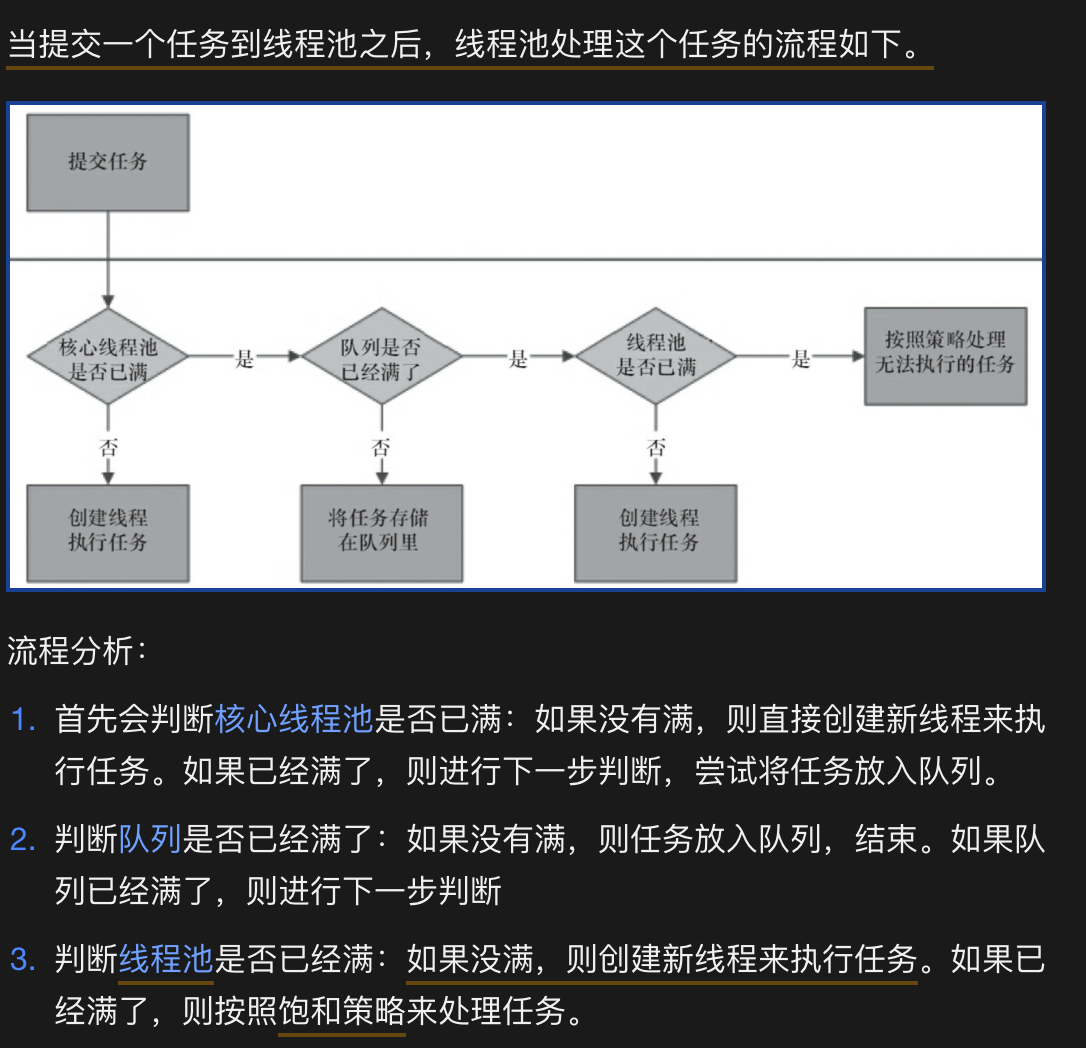 当提交一个任务到线程池之后，线程池处理这个任务的流程如下。
提交任务
核心线程池
是否已满
是
队列是否
已经满了
是
线程池
是否已满
是
按照策略处理
无法执行的任务
否
否
否
创建线程
执行任务
将任务存储
在队列里
创建线程
执行任务
流程分析：
1. 首先会判断核心线程池是否已满：如果没有满，则直接创建新线程来执
行任务。如果已经满了，则进行下一步判断，尝试将任务放入队列。
2. 判断队列是否已经满了：如果没有满，则任务放入队列，结束。如果队
列已经满了，则进行下一步判断
3. 判断线程池是否已经满：如果没满，则创建新线程来执行任务。如果已
经满了，则按照饱和策略来处理任务。